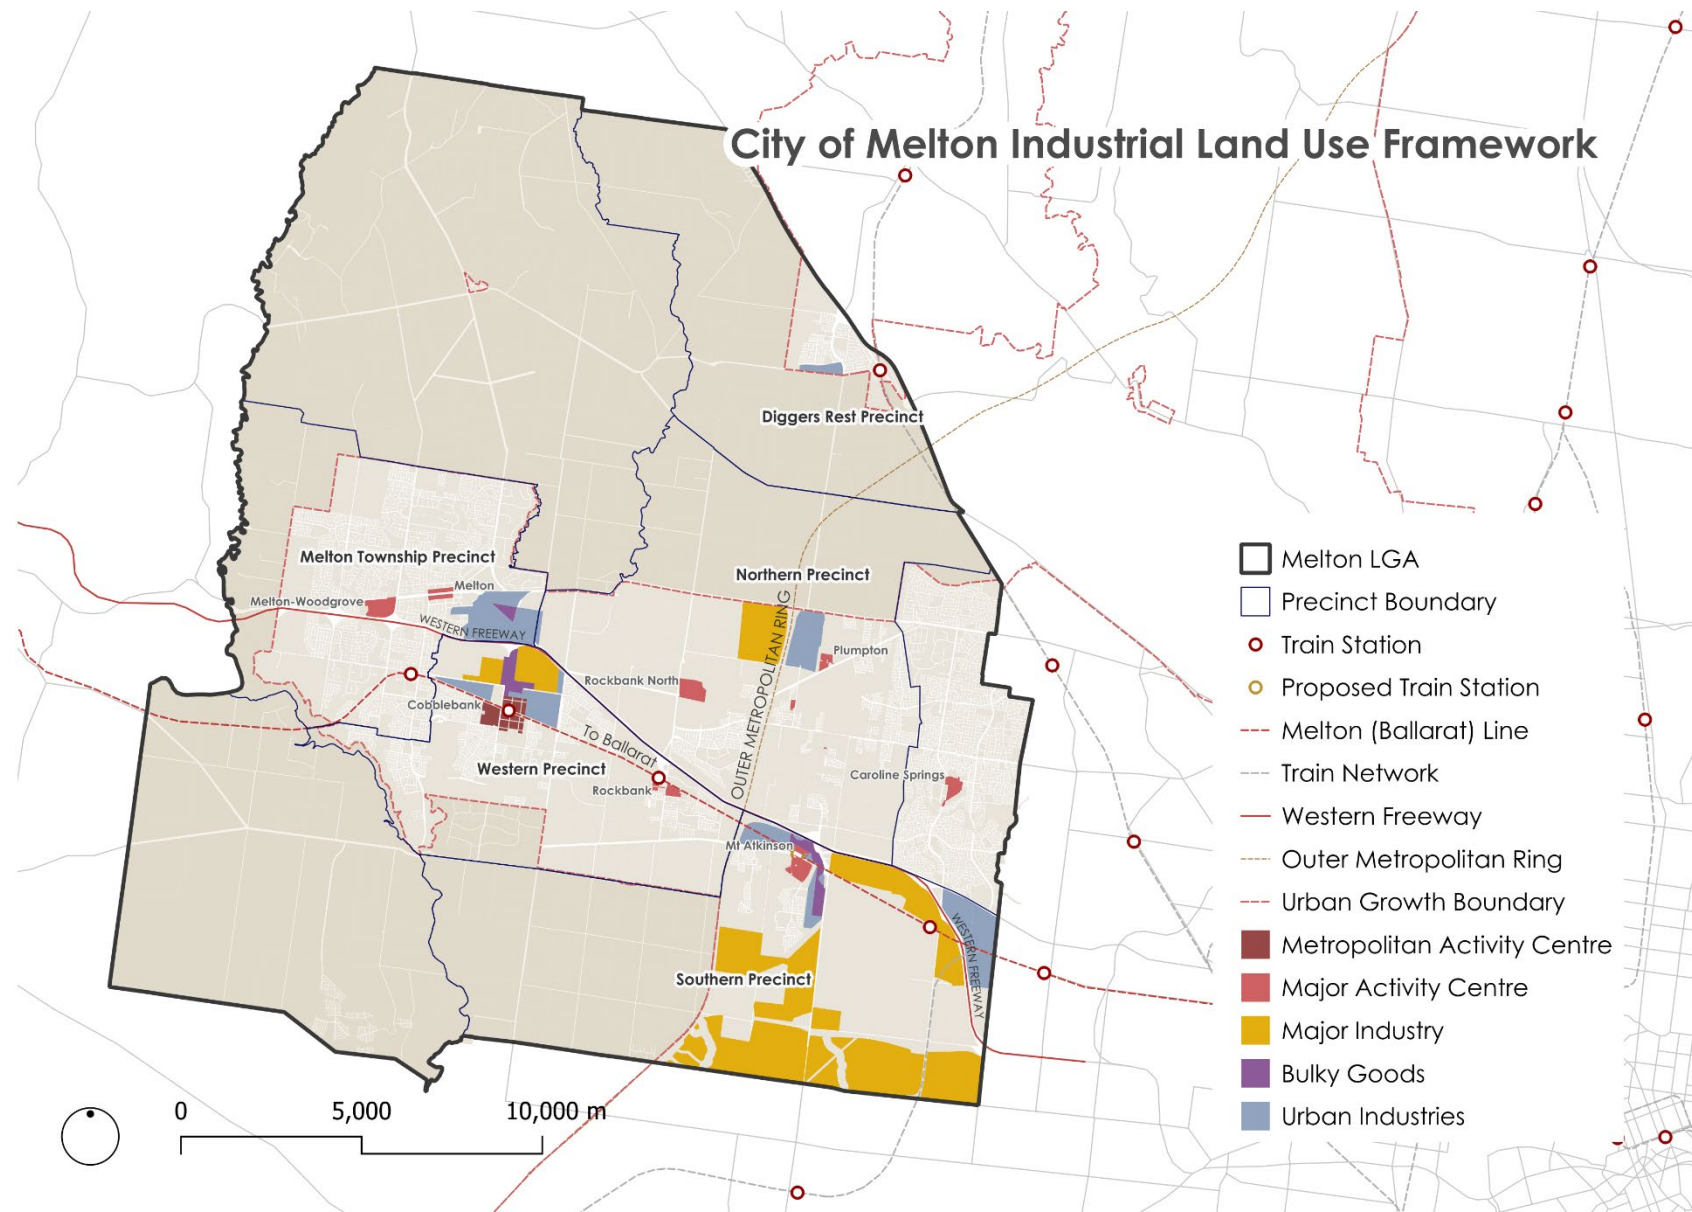 City of Melton Industrial Land Use Framework
Diggers Rest Precinct
Melton Township Precinct
Northern Precinct
Melton
Melton-Woodgrove
WESTERN FREEWAY
OUTER METROPOLITAN RING
Plumpton
Rockbank North
Cobblebank
To Ballarat
Western Precinct
Rockbank
Caroline Springs
Mt Atkinson
WESTERN FREEWAY
Southern Precinct
Melton LGA
Precinct Boundary
Train Station
Proposed Train Station
Melton (Ballarat) Line
Train Network
Western Freeway
Outer Metropolitan Ring
Urban Growth Boundary
Metropolitan Activity Centre
Major Activity Centre
Major Industry
Bulky Goods
Urban Industries
0 5,000 10,000 m